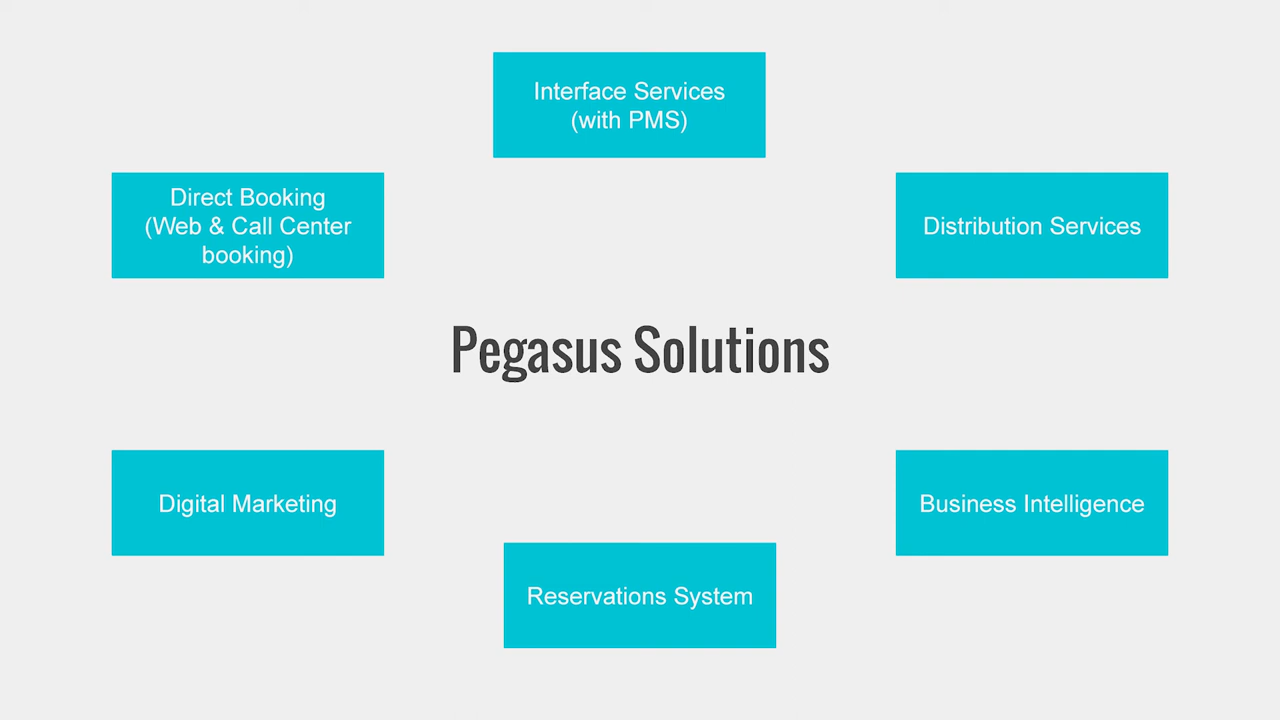 Interface Services
(with PMS)
Direct Booking
(Web & Call Center
booking)
Distribution Services
Pegasus Solutions
Digital Marketing
Business Intelligence
Reservations System